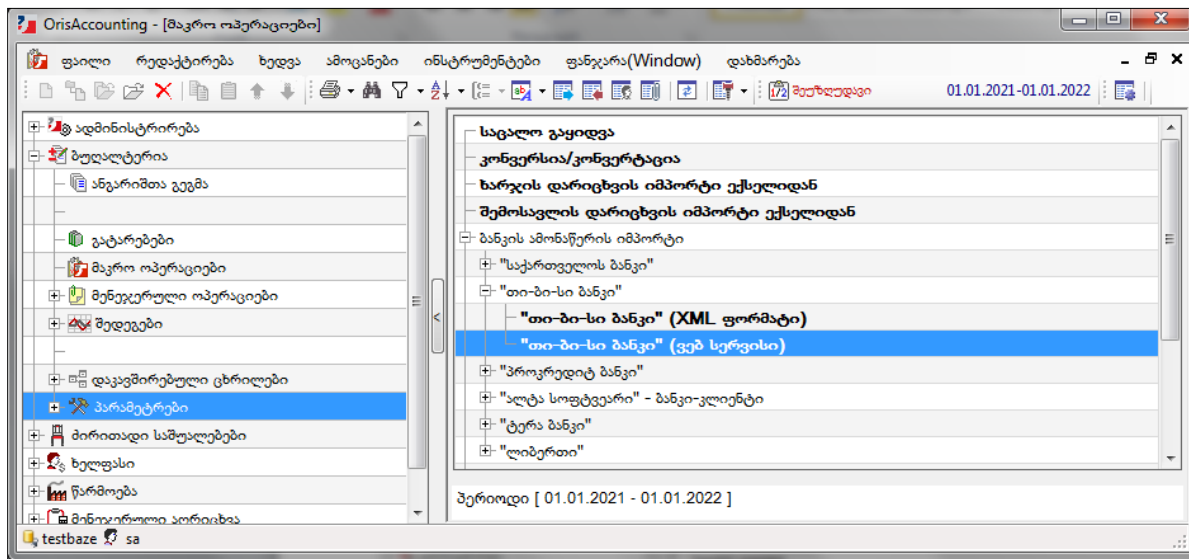 OrisAccounting - [მაკრო ოპერაციები]
ფაილი რედაქტირება ხედვა ამოცანები ინსტრუმენტები ფანჯარა(Window) დახმარება
შეუზღუდავი 01.01.2021-01.01.2022
ადმინისტრირება
ბუღალტერია
ანგარიშთა გეგმა
გატარებები
მაკრო ოპერაციები
მენეჯერული ოპერაციები
შედეგები
დაკავშირებული ცხრილები
პარამეტრები
ძირითადი საშუალებები
ხელფასი
წარმოება
მენეჯერული აღრიცხვა
საცალო გაყიდვა
კონვერსია/კონვერტაცია
ხარჯის დარიცხვის იმპორტი ექსელიდან
შემოსავლის დარიცხვის იმპორტი ექსელიდან
ბანკის ამონაწერის იმპორტი
"საქართველოს ბანკი"
"თი-ბი-სი ბანკი"
"თი-ბი-სი ბანკი" (XML ფორმატი)
"თი-ბი-სი ბანკი" (ვებ სერვისი)
"პროკრედიტ ბანკი"
"ალტა სოფტვეარი" - ბანკი-კლიენტი
"ტერა ბანკი"
"ლიბერთი"
პერიოდი [ 01.01.2021 - 01.01.2022 ]
testbaze sa